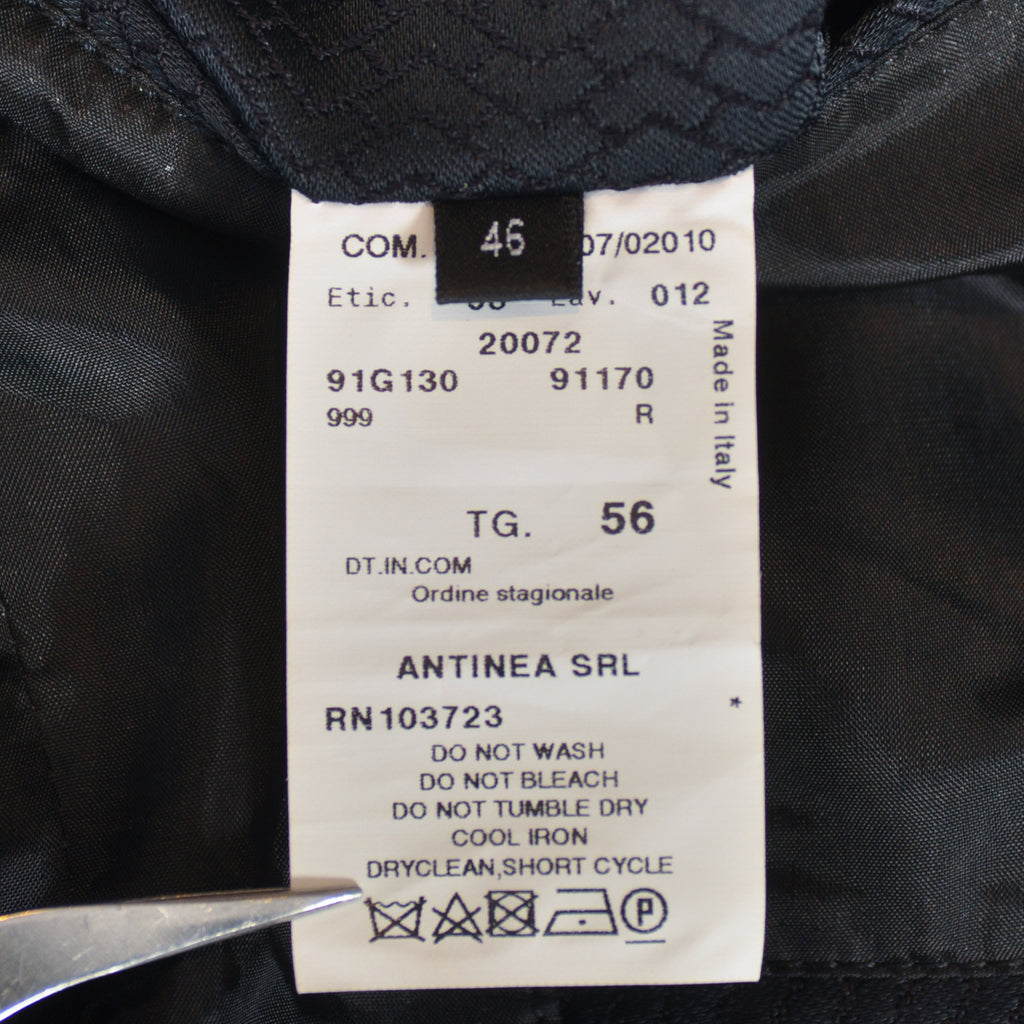 46
COM. 07/02010
Etic. Lav. 012
20072
91G130 91170
999 R
Made in Italy
TG. 56
DT.IN.COM
Ordine stagionale
ANTINEA SRL
RN103723 *
DO NOT WASH
DO NOT BLEACH
DO NOT TUMBLE DRY
COOL IRON
DRYCLEAN,SHORT CYCLE
P